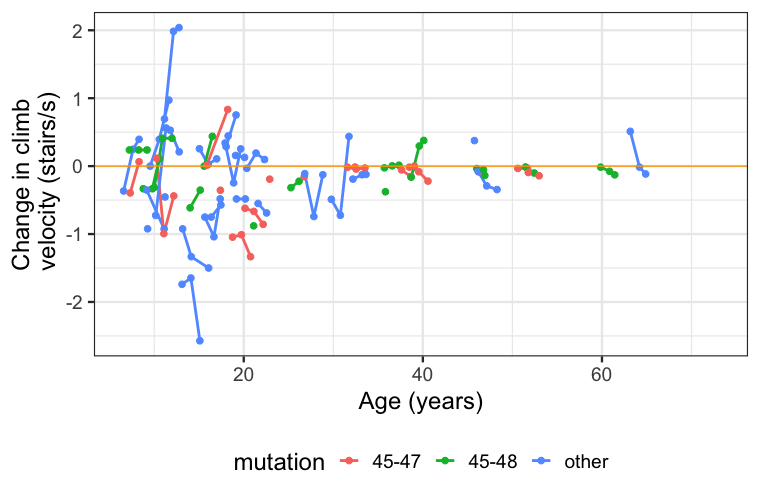 Change in climb
velocity (stairs/s)
2
1
0
-1
-2
20 40 60
Age (years)
mutation 45-47 45-48 other